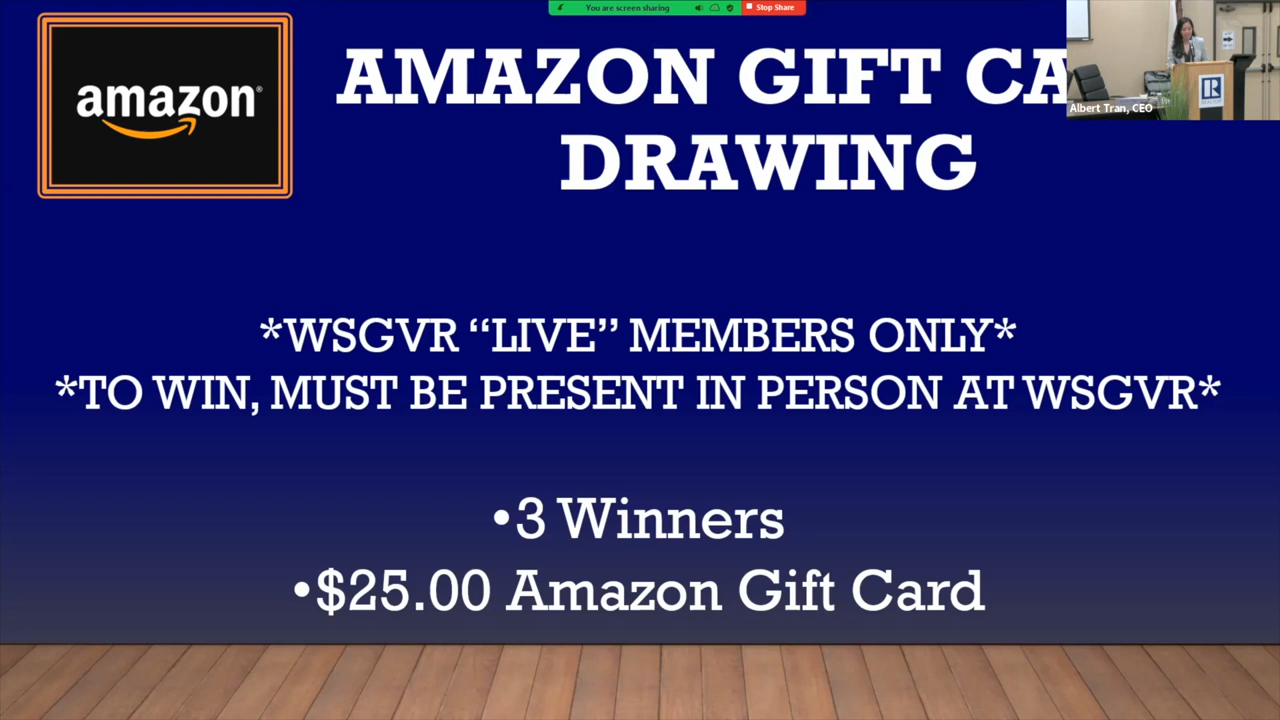 You are screen sharing
Stop Share
amazon®
AMAZON GIFT CA
DRAWING
Albert Tran, CEO
R
*WSGVR “LIVE” MEMBERS ONLY*
*TO WIN, MUST BE PRESENT IN PERSON AT WSGVR*
•3 Winners
•$25.00 Amazon Gift Card